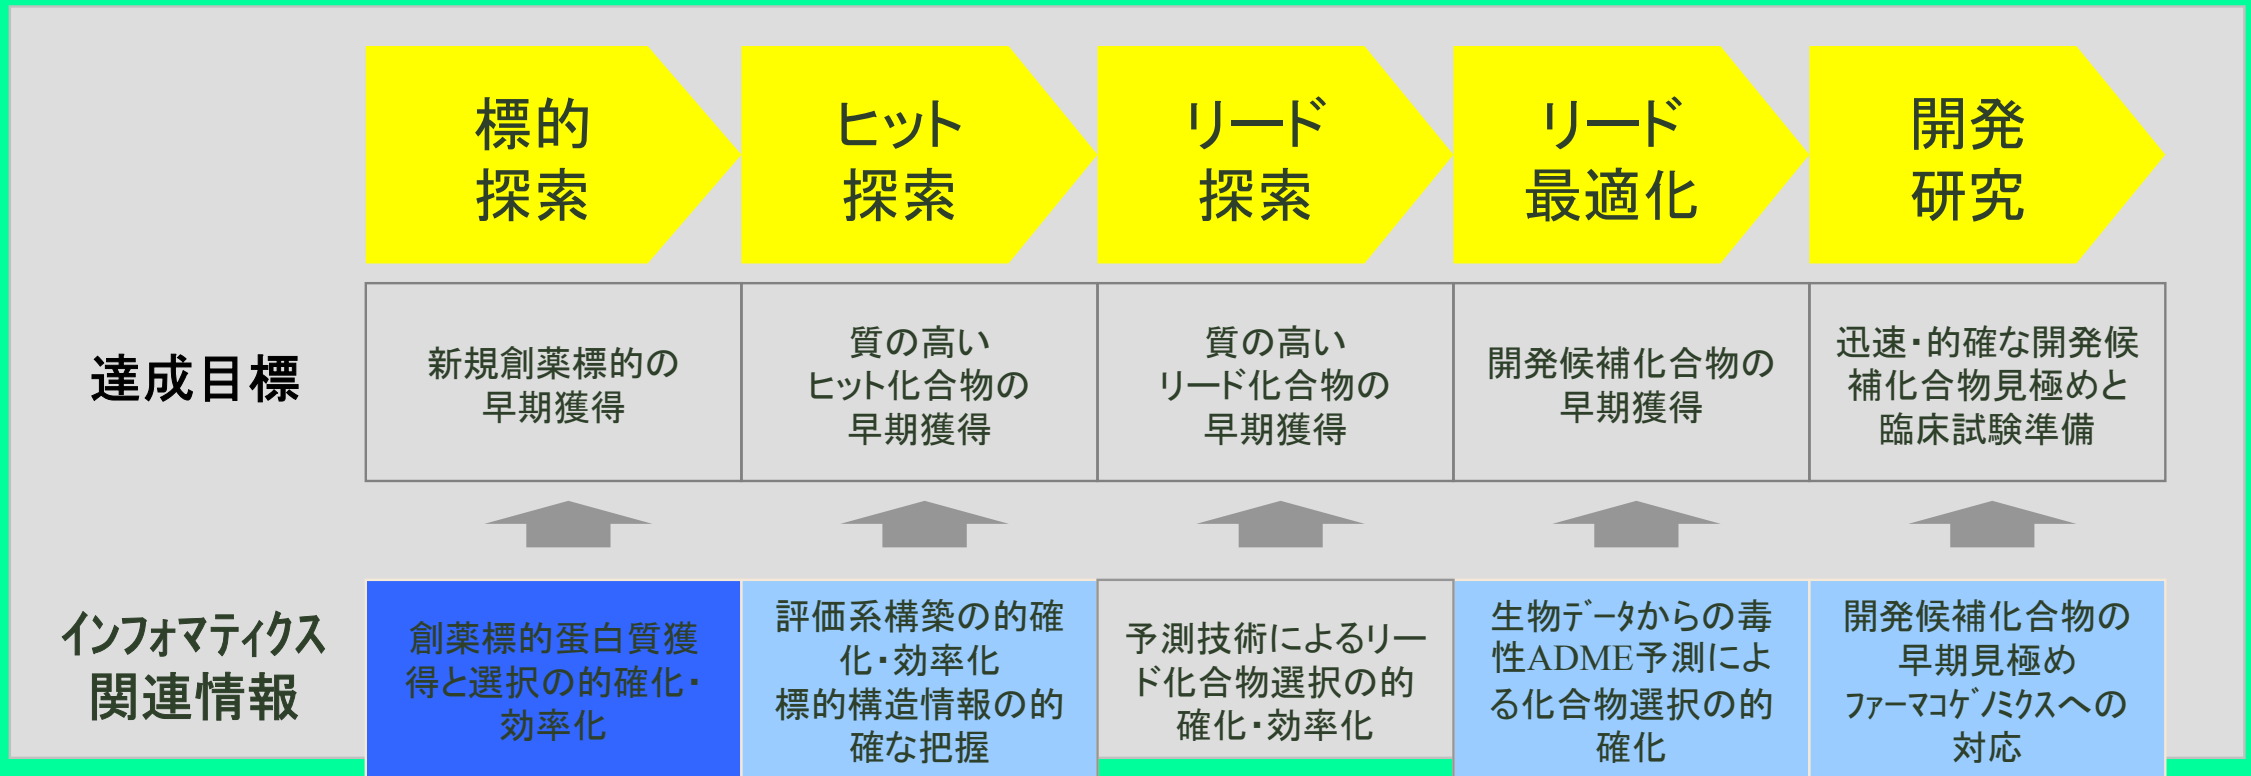 標的
探索
ヒット
探索
リード
探索
リード
最適化
開発
研究
達成目標
新規創薬標的の
早期獲得
質の高い
ヒット化合物の
早期獲得
質の高い
リード化合物の
早期獲得
開発候補化合物の
早期獲得
迅速・的確な開発候
補化合物見極めと
臨床試験準備
インフォマティクス
関連情報
創薬標的蛋白質獲
得と選択の的確化・
効率化
評価系構築の的確
化・効率化
標的構造情報の的
確な把握
予測技術によるリー
ド化合物選択の的
確化・効率化
生物ﾃﾞｰﾀからの毒
性ADME予測によ
る化合物選択の的
確化
開発候補化合物の
早期見極め
ﾌｧｰﾏｺｹﾞﾉﾐｸｽへの
対応